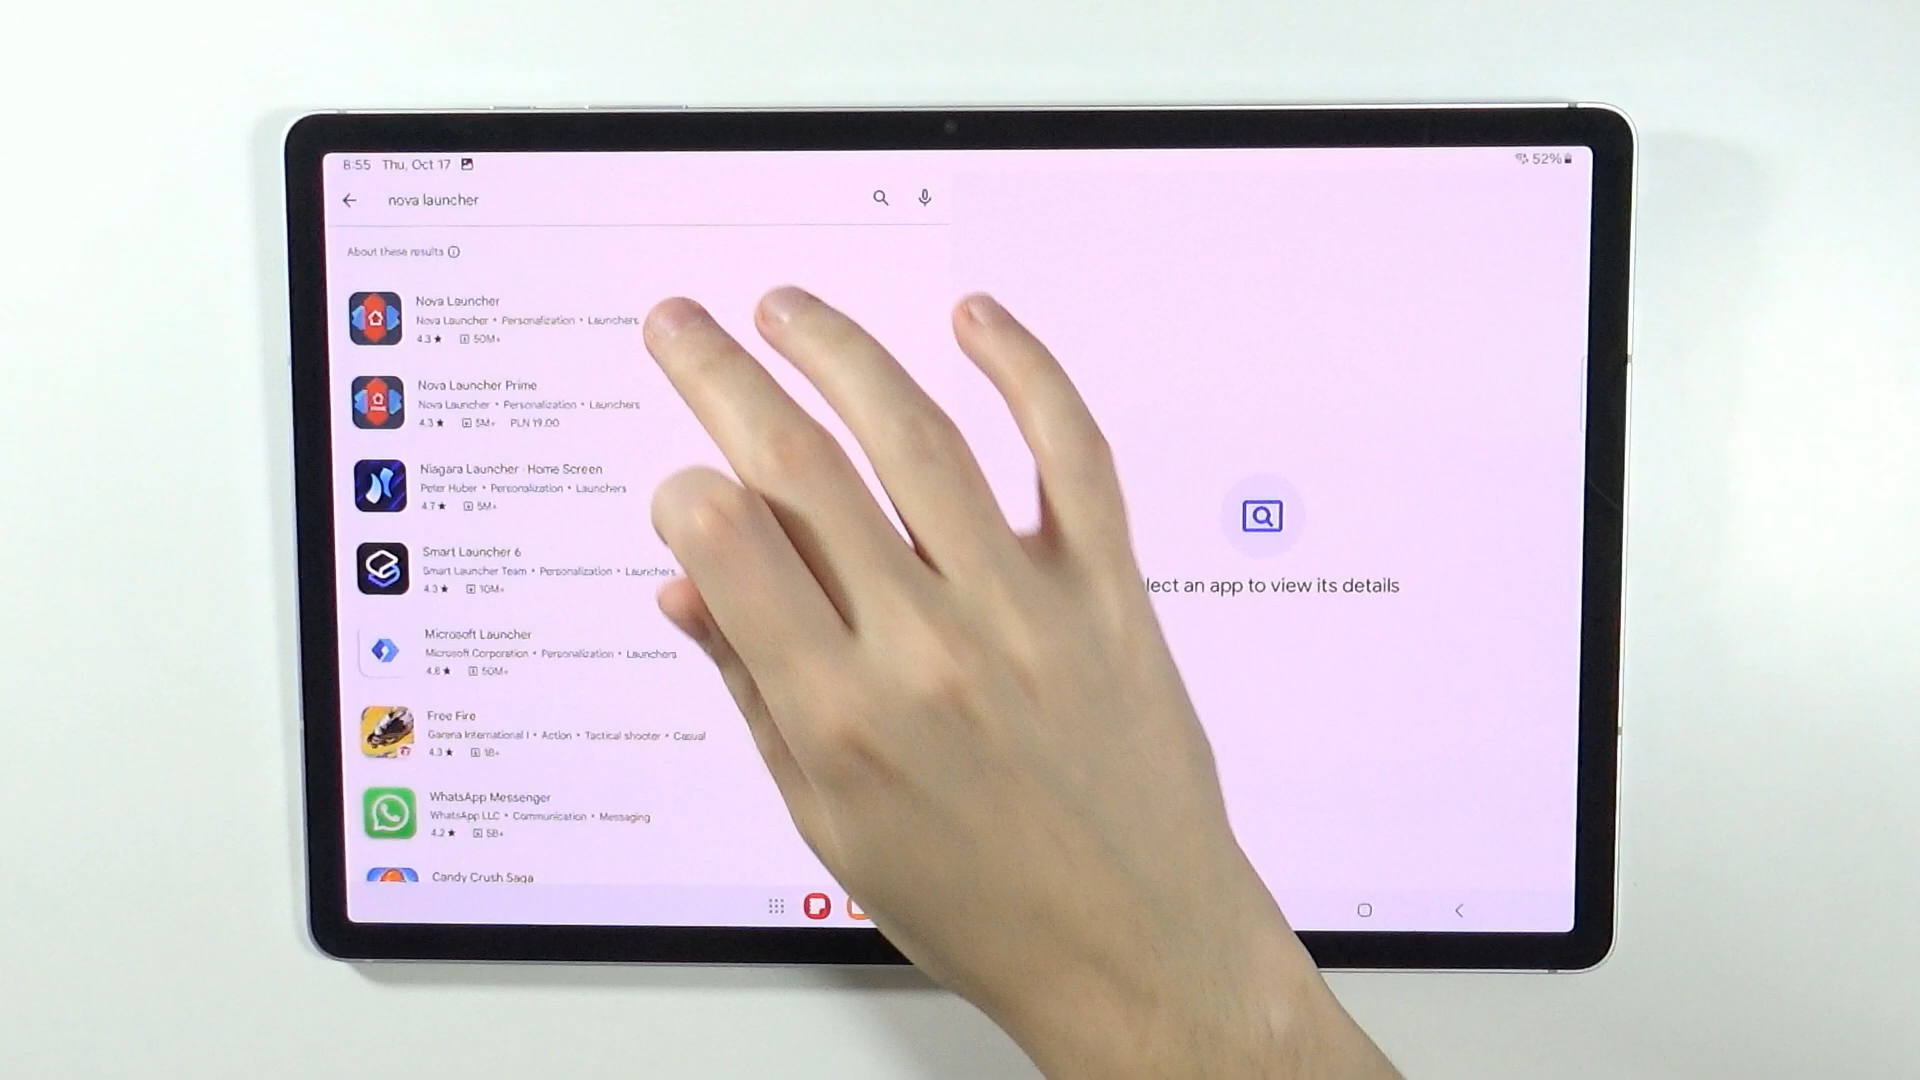 8:55 Thu, Oct 17
52%
nova launcher
About these results
Nova Launcher
Nova Launcher • Personalization • Launchers
4.3★ 50M+
Nova Launcher Prime
Nova Launcher • Personalization • Launchers
4.3★ 5M+ PLN 19.00
Niagara Launcher · Home Screen
Peter Huber • Personalization • Launchers
4.7★ 5M+
Smart Launcher 6
Smart Launcher Team • Personalization • Launchers
4.3★ 10M+
lect an app to view its details
Microsoft Launcher
Microsoft Corporation • Personalization • Launchers
4.8★ 50M+
Free Fire
Garena International I • Action • Tactical shooter • Casual
4.3★ 1B+
WhatsApp Messenger
WhatsApp LLC • Communication • Messaging
4.2★ 5B+
Candy Crush Saga